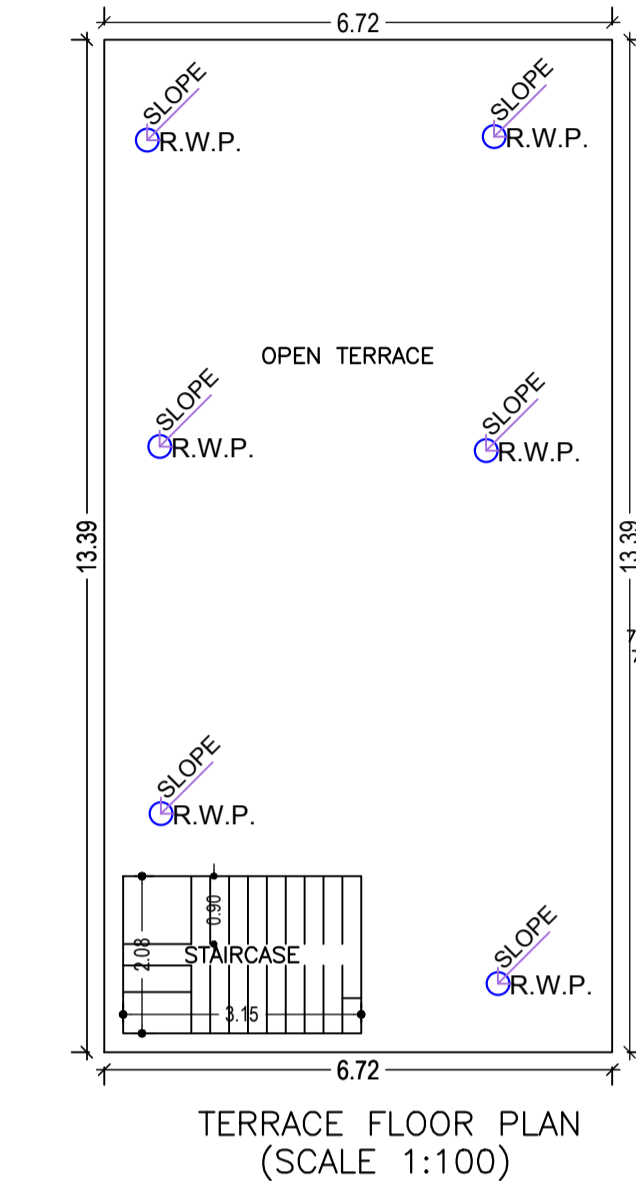 6.72
SLOPE
R.W.P.
SLOPE
R.W.P.
OPEN TERRACE
SLOPE
R.W.P.
SLOPE
R.W.P.
13.39
13.39
SLOPE
R.W.P.
0.90
2.08
STAIRCASE
3.15
SLOPE
R.W.P.
6.72
TERRACE FLOOR PLAN
(SCALE 1:100)